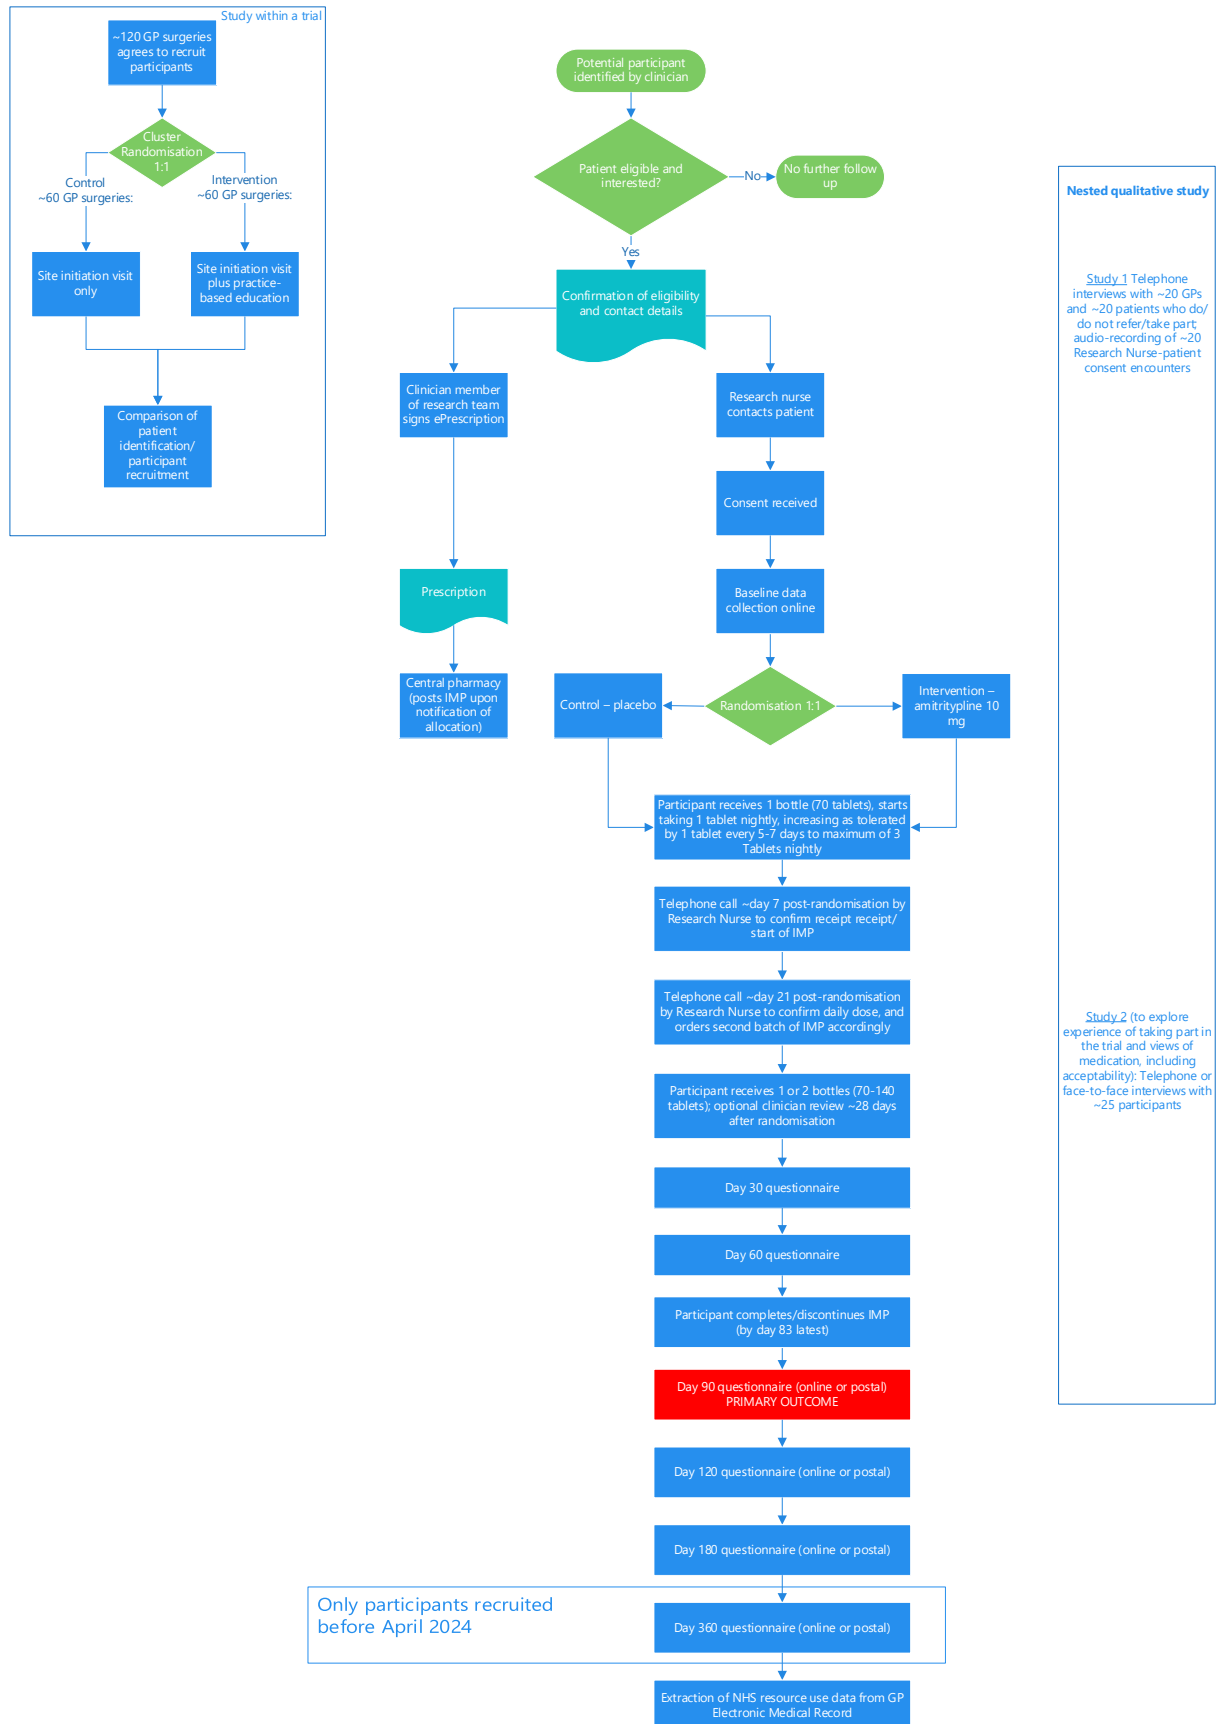 Study within a trial
~120 GP surgeries
agrees to recruit
participants
Cluster
Randomisation
1:1
Control
~60 GP surgeries:
Intervention
~60 GP surgeries:
Site initiation visit
only
Site initiation visit
plus practice-
based education
Comparison of
patient
identification/
participant
recruitment
Potential participant
identified by clinician
Patient eligible and
interested?
No
No further follow
up
Yes
Confirmation of eligibility
and contact details
Clinician member
of research team
signs ePrescription
Prescription
Central pharmacy
(posts IMP upon
notification of
allocation)
Research nurse
contacts patient
Consent received
Baseline data
collection online
Randomisation 1:1
Control – placebo
Intervention –
amitritypline 10
mg
Participant receives 1 bottle (70 tablets), starts
taking 1 tablet nightly, increasing as tolerated
by 1 tablet every 5-7 days to maximum of 3
Tablets nightly
Telephone call ~day 7 post-randomisation by
Research Nurse to confirm receipt receipt/
start of IMP
Telephone call ~day 21 post-randomisation
by Research Nurse to confirm daily dose, and
orders second batch of IMP accordingly
Participant receives 1 or 2 bottles (70-140
tablets); optional clinician review ~28 days
after randomisation
Day 30 questionnaire
Day 60 questionnaire
Participant completes/discontinues IMP
(by day 83 latest)
Day 90 questionnaire (online or postal)
PRIMARY OUTCOME
Day 120 questionnaire (online or postal)
Day 180 questionnaire (online or postal)
Only participants recruited
before April 2024
Day 360 questionnaire (online or postal)
Extraction of NHS resource use data from GP
Electronic Medical Record
Nested qualitative study
Study 1 Telephone
interviews with ~20 GPs
and ~20 patients who do/
do not refer/take part;
audio-recording of ~20
Research Nurse-patient
consent encounters
Study 2 (to explore
experience of taking part in
the trial and views of
medication, including
acceptability): Telephone or
face-to-face interviews with
~25 participants